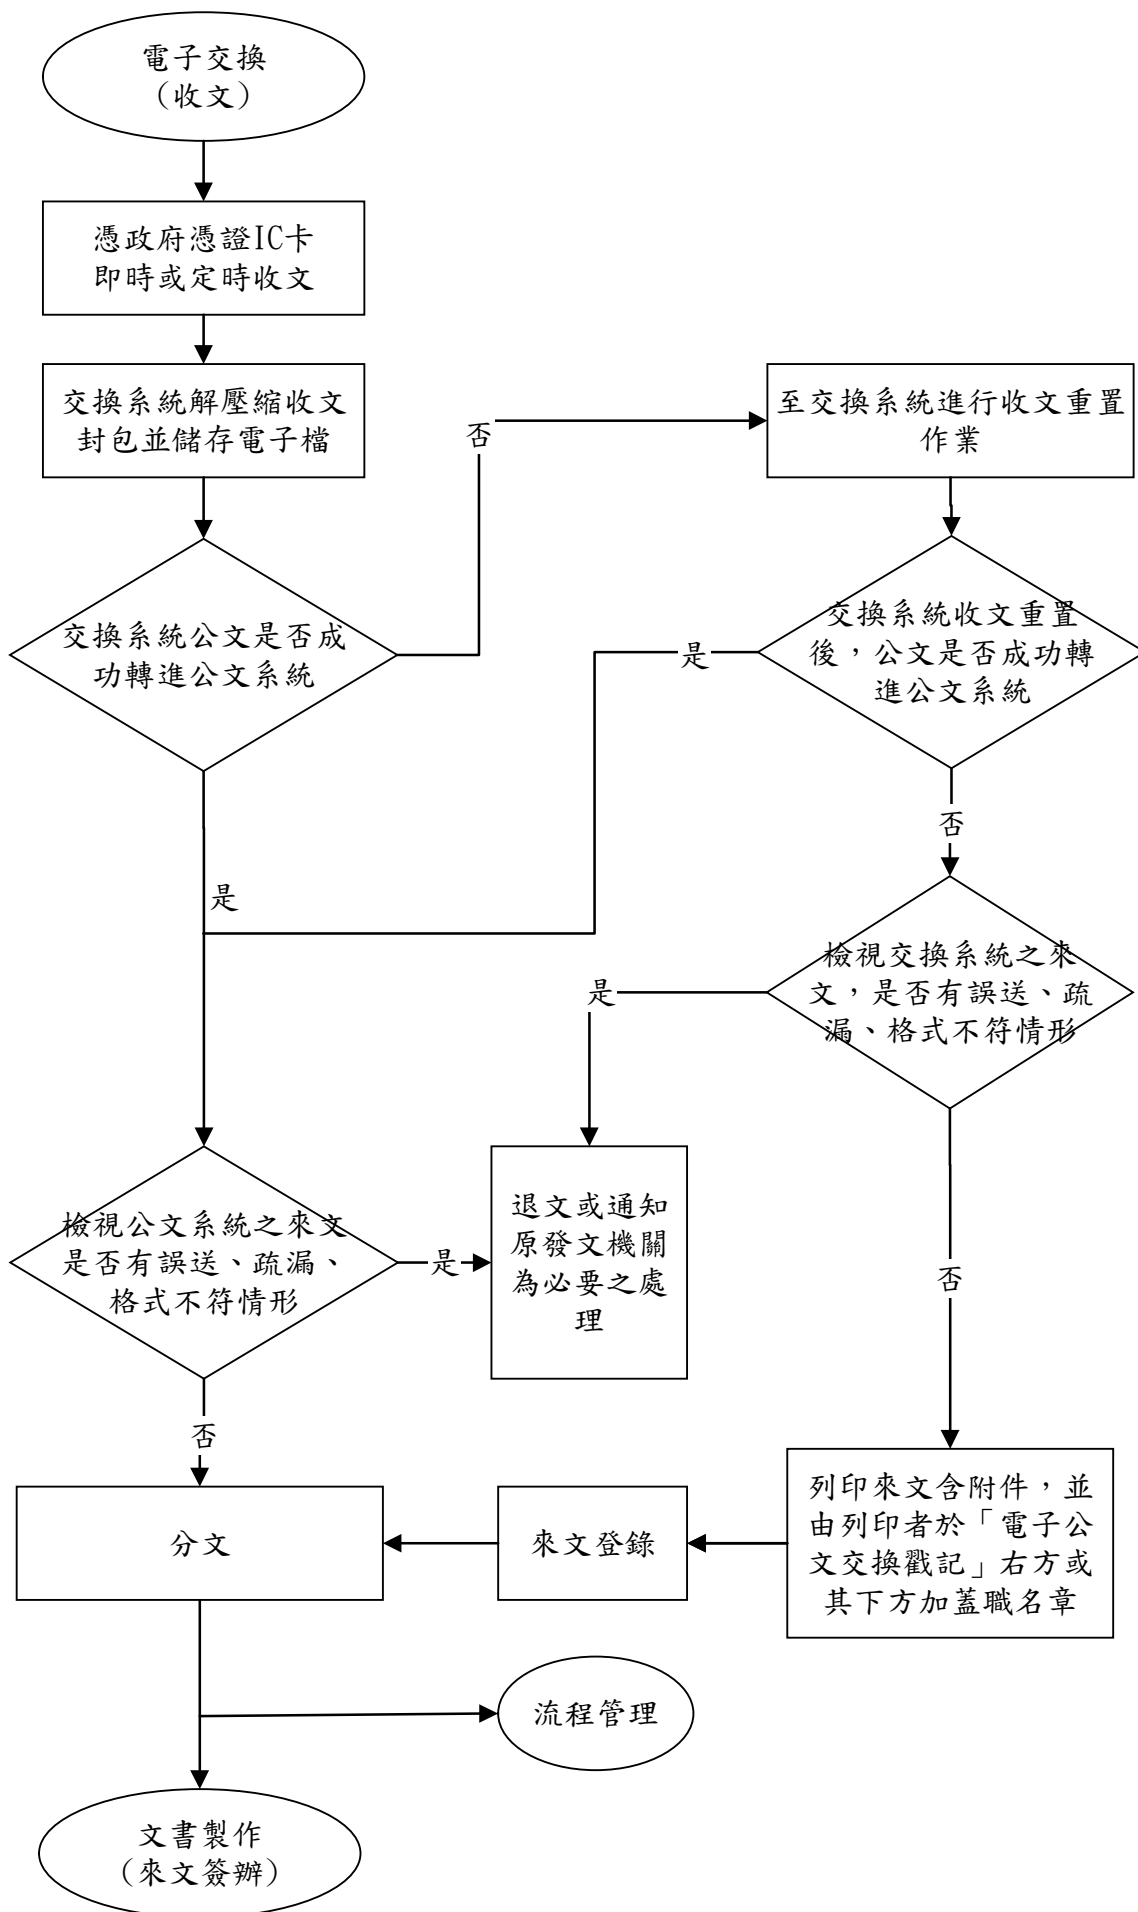 電子交換
（收文）
憑政府憑證IC卡
即時或定時收文
交換系統解壓縮收文
封包並儲存電子檔
否
至交換系統進行收文重置
作業
交換系統公文是否成
功轉進公文系統
是
交換系統收文重置
後，公文是否成功轉
進公文系統
否
是
檢視交換系統之來
文，是否有誤送、疏
漏、格式不符情形
是
檢視公文系統之來文
是否有誤送、疏漏、
格式不符情形
是
退文或通知
原發文機關
為必要之處
理
否
否
分文
來文登錄
列印來文含附件，並
由列印者於「電子公
文交換戳記」右方或
其下方加蓋職名章
流程管理
文書製作
（來文簽辦）